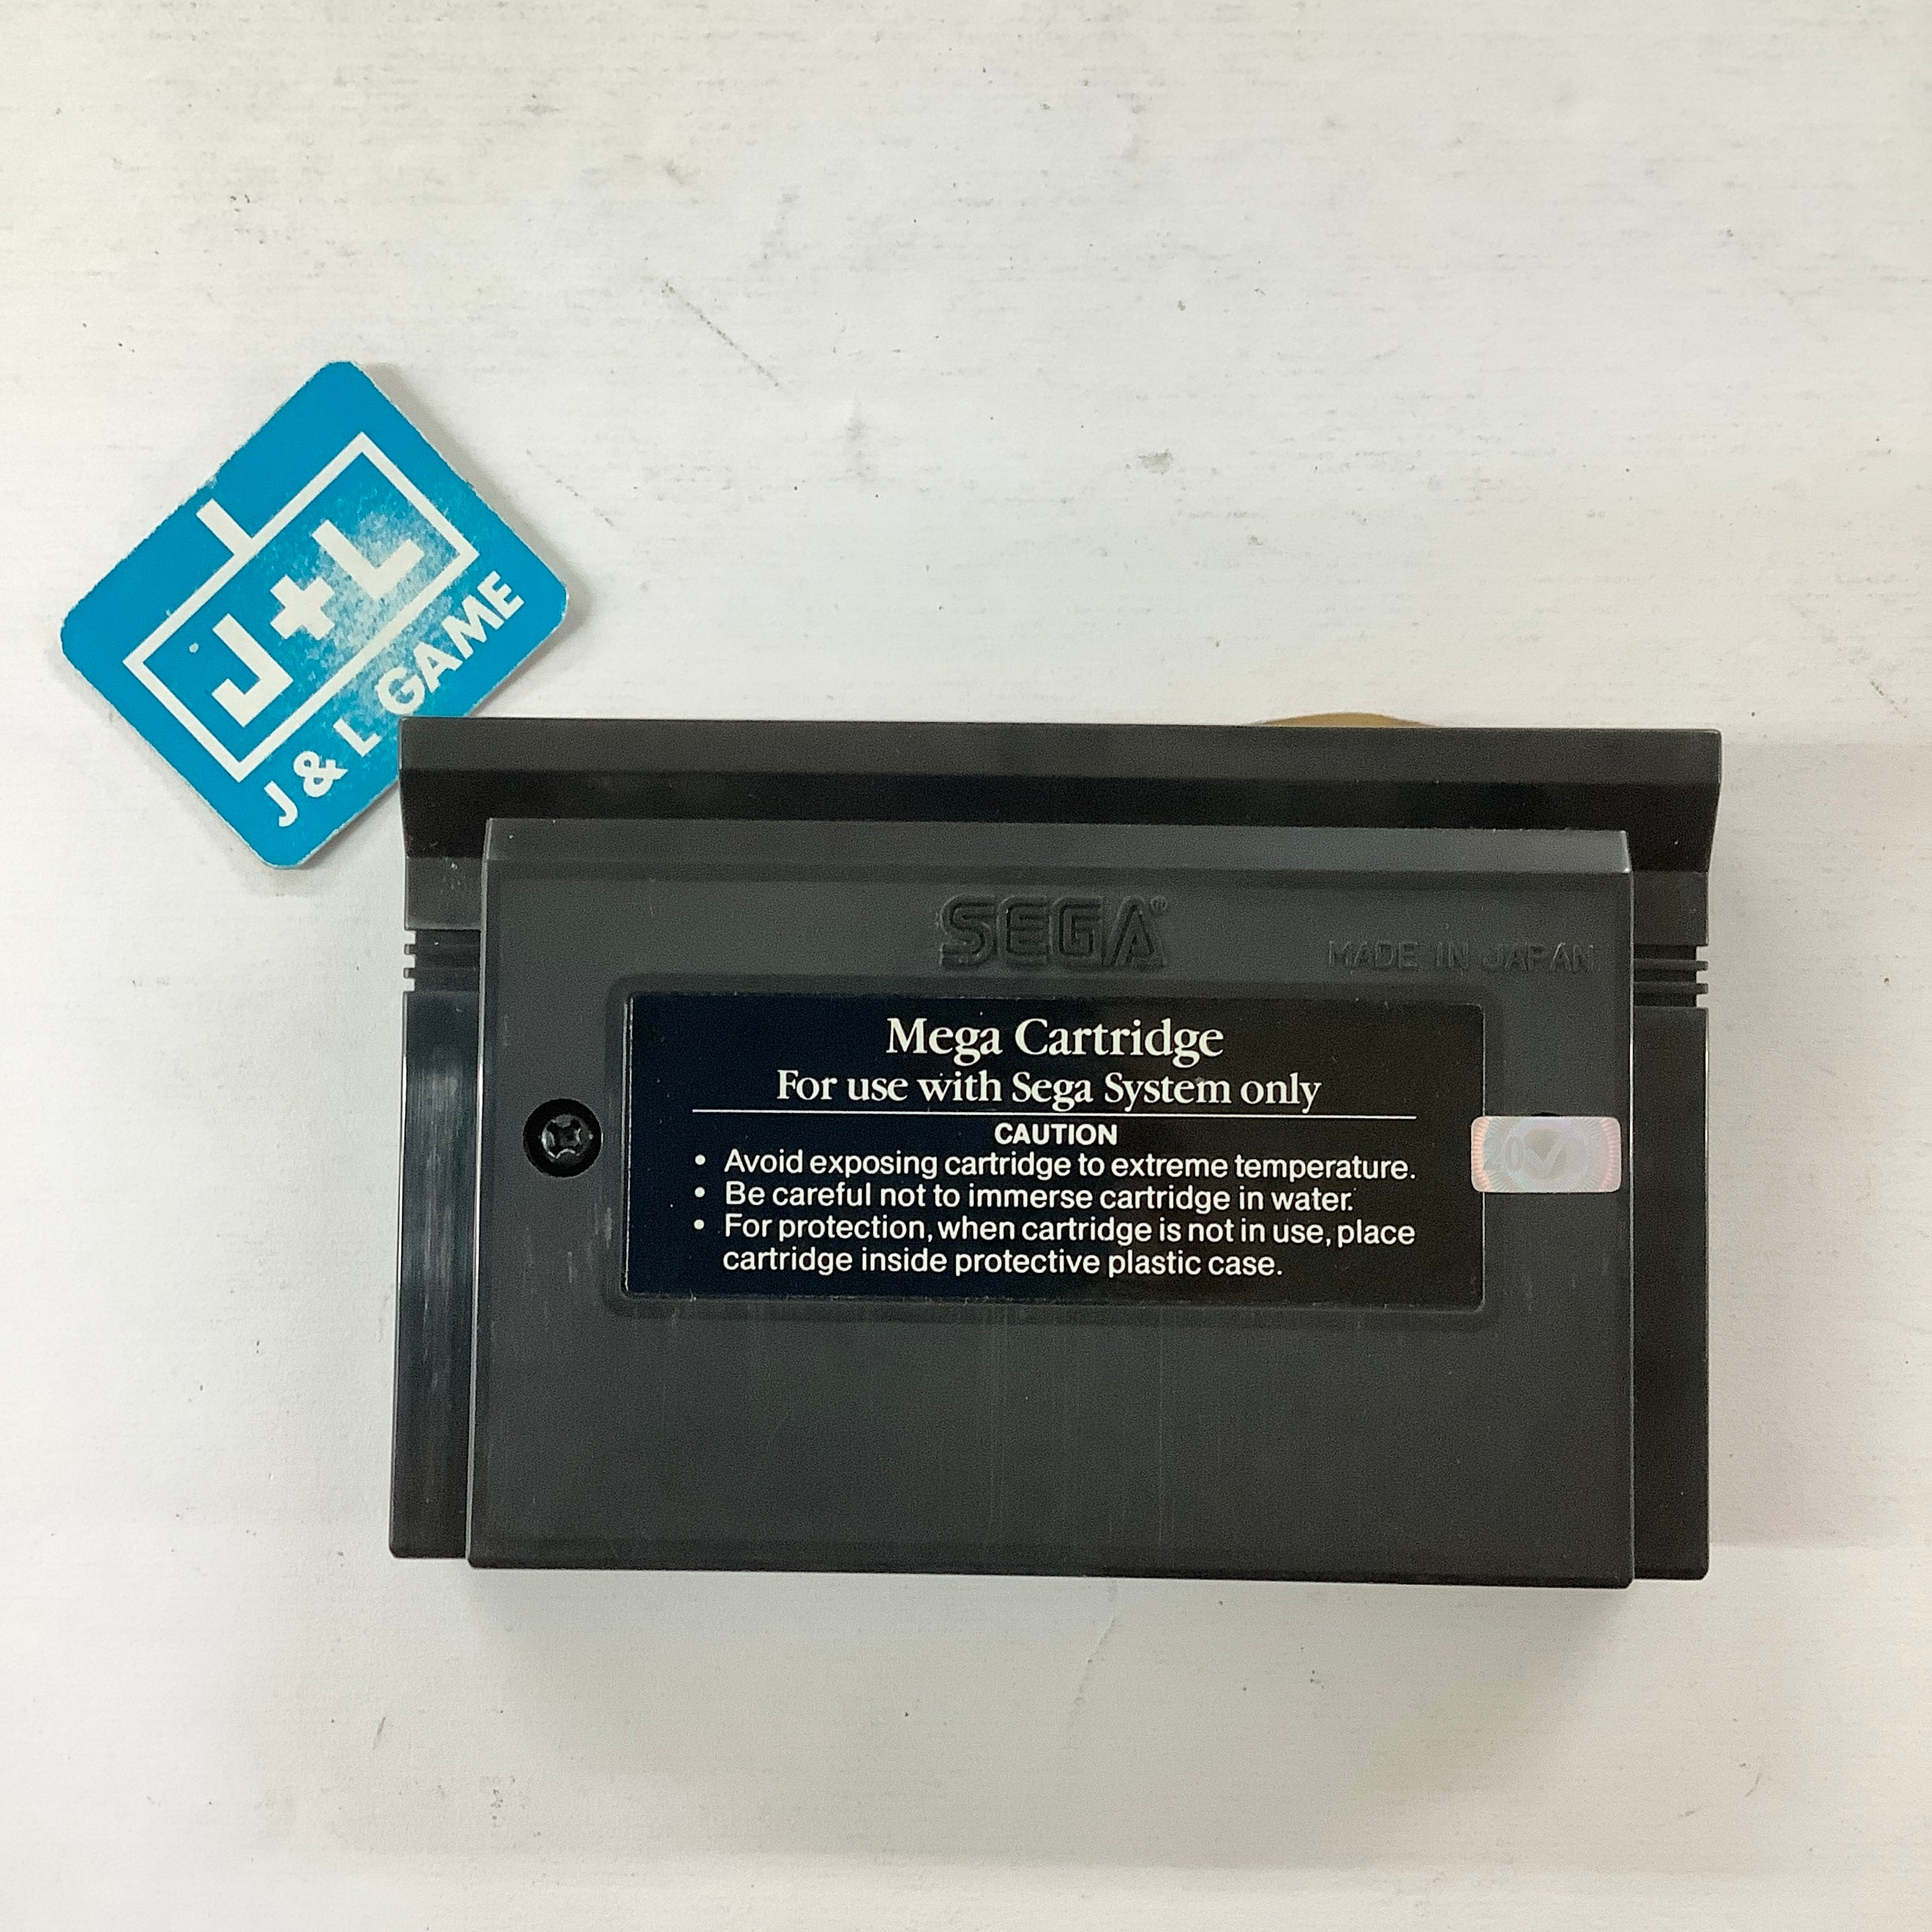 J+L
J & L GAME
SEGA®
MADE IN JAPAN
Mega Cartridge
For use with Sega System only
CAUTION
• Avoid exposing cartridge to extreme temperature.
• Be careful not to immerse cartridge in water.
• For protection, when cartridge is not in use, place
cartridge inside protective plastic case.